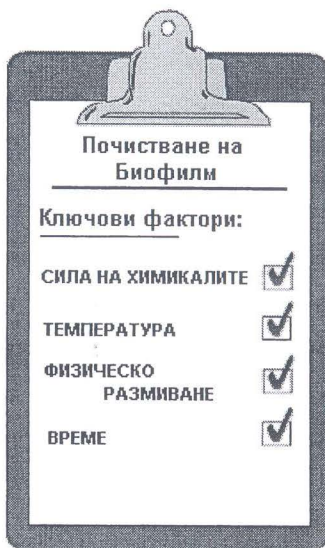 Почистване на
Биофилм
Ключови фактори:
СИЛА НА ХИМИКАЛИТЕ
ТЕМПЕРАТУРА
ФИЗИЧЕСКО
РАЗМИВАНЕ
ВРЕМЕ